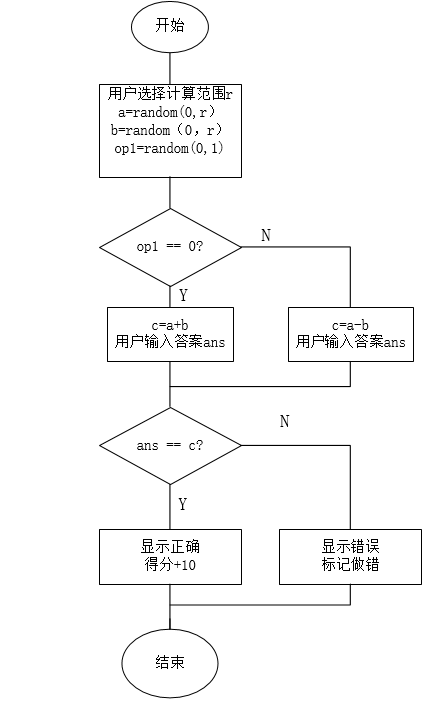 开始
用户选择计算范围r
a=random(0,r）
b=random（0，r）
op1=random(0,1)
op1 == 0?
N
Y
c=a+b
用户输入答案ans
c=a-b
用户输入答案ans
ans == c?
N
Y
显示正确
得分+10
显示错误
标记做错
结束